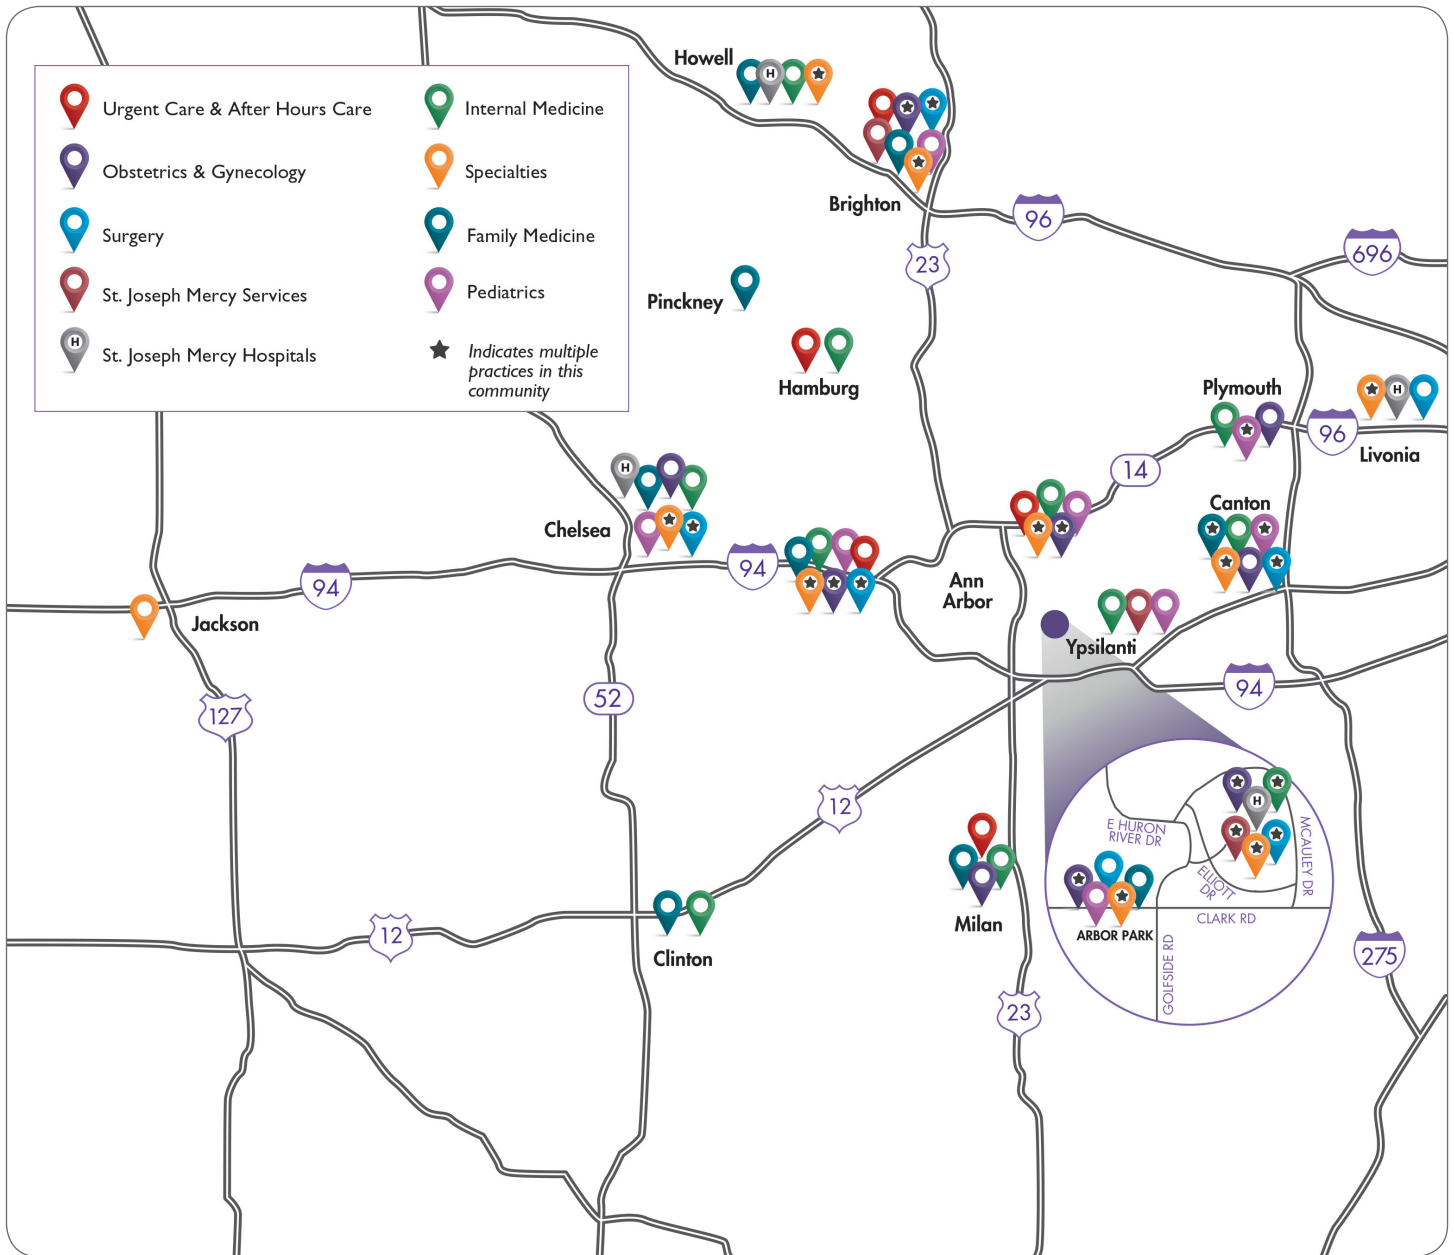 Howell
H
Urgent Care & After Hours Care
Internal Medicine
Obstetrics & Gynecology
Specialties
Surgery
Family Medicine
St. Joseph Mercy Services
Pediatrics
H
St. Joseph Mercy Hospitals
Indicates multiple
practices in this
community
Brighton
96
696
23
Pinckney
Hamburg
Plymouth
H
96
Livonia
14
H
Chelsea
Canton
94
94
Ann
Arbor
Jackson
Ypsilanti
127
52
94
12
H
E HURON
RIVER DR
MCAULEY DR
ELLIOTT
DR
CLARK RD
ARBOR PARK
GOLFSIDE RD
Milan
12
Clinton
275
23